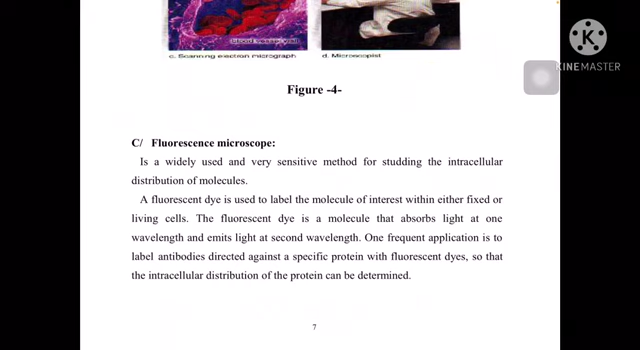 blood vessel wall
c. Scanning electron micrograph
d. Microscopist
Figure -4-
KINEMASTER
C/ Fluorescence microscope:
Is a widely used and very sensitive method for studding the intracellular
distribution of molecules.
A fluorescent dye is used to label the molecule of interest within either fixed or
living cells. The fluorescent dye is a molecule that absorbs light at one
wavelength and emits light at second wavelength. One frequent application is to
label antibodies directed against a specific protein with fluorescent dyes, so that
the intracellular distribution of the protein can be determined.
7